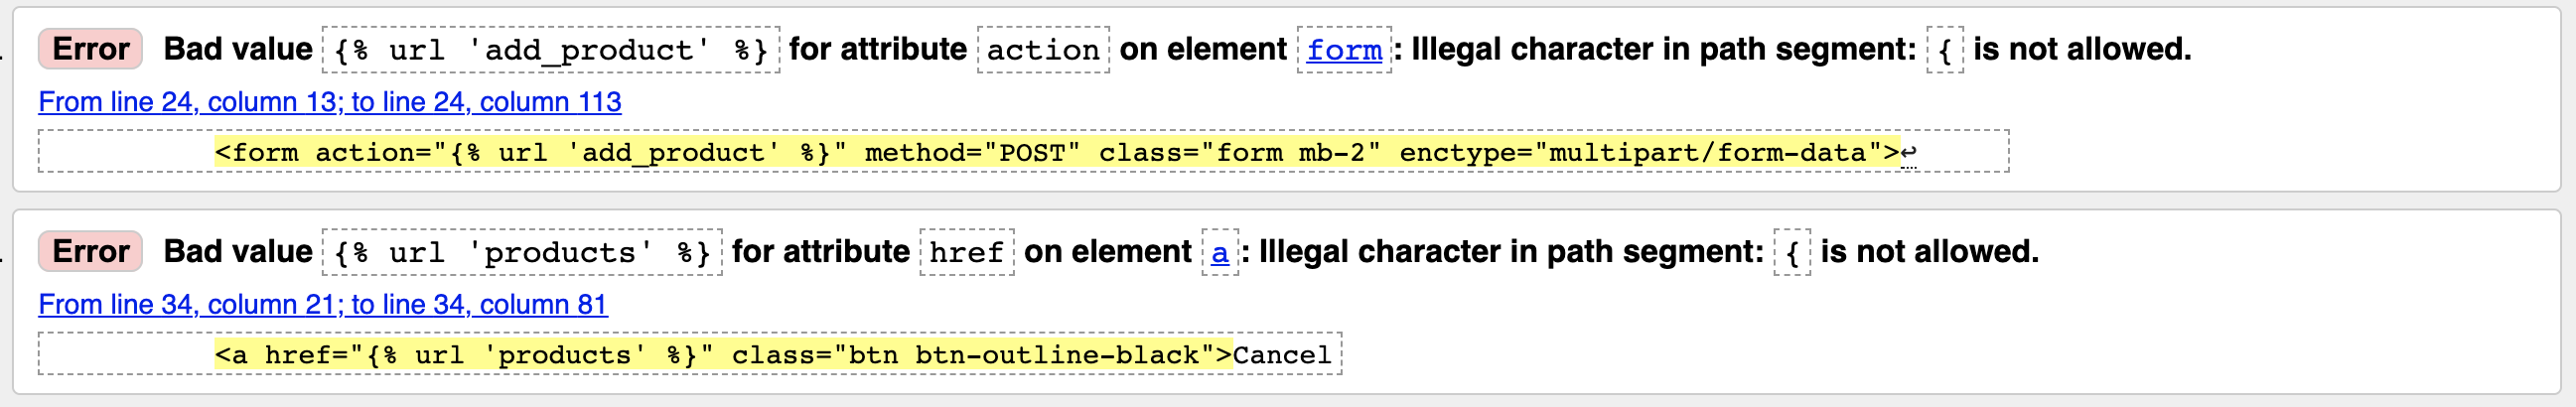 Error Bad value {% url 'add_product' %} for attribute action on element form: Illegal character in path segment: { is not allowed.
From line 24, column 13; to line 24, column 113
<form action="{% url 'add_product' %}" method="POST" class="form mb-2" enctype="multipart/form-data">↩
Error Bad value {% url 'products' %} for attribute href on element a: Illegal character in path segment: { is not allowed.
From line 34, column 21; to line 34, column 81
<a href="{% url 'products' %}" class="btn btn-outline-black">Cancel